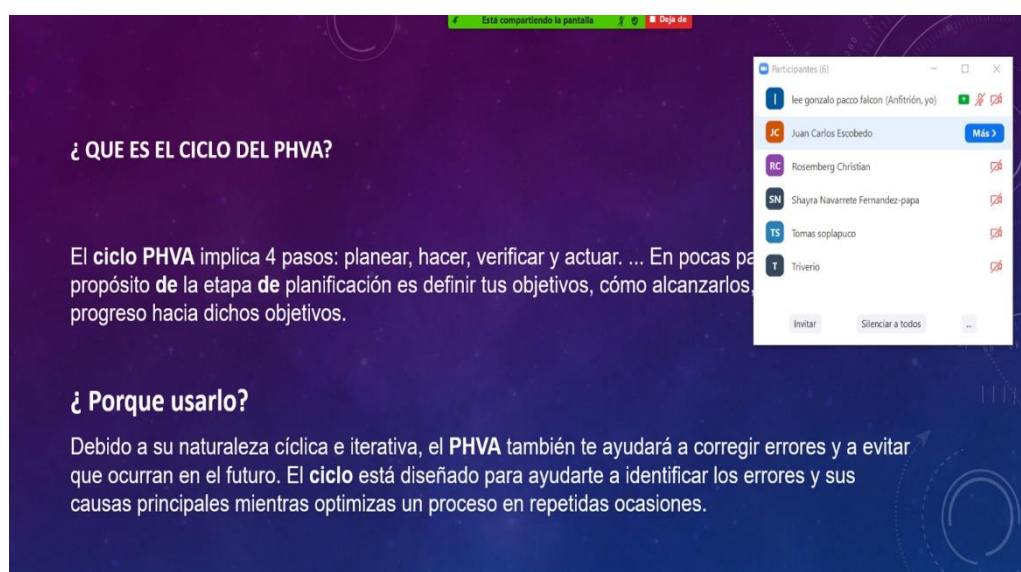 Está compartiendo la pantalla Deja de
¿ QUE ES EL CICLO DEL PHVA?
El ciclo PHVA implica 4 pasos: planear, hacer, verificar y actuar. ... En pocas pa
propósito de la etapa de planificación es definir tus objetivos, cómo alcanzarlos,
progreso hacia dichos objetivos.
¿ Porque usarlo?
Debido a su naturaleza cíclica e iterativa, el PHVA también te ayudará a corregir errores y a evitar
que ocurran en el futuro. El ciclo está diseñado para ayudarte a identificar los errores y sus
causas principales mientras optimizas un proceso en repetidas ocasiones.
Participantes (6)
I lee gonzalo pacco falcon (Anfitrión, yo)
JC Juan Carlos Escobedo Más >
RC Rosemberg Christian
SN Shayra Navarrete Fernandez-papa
TS Tomas soplapuco
T Triverio
Invitar Silenciar a todos ...